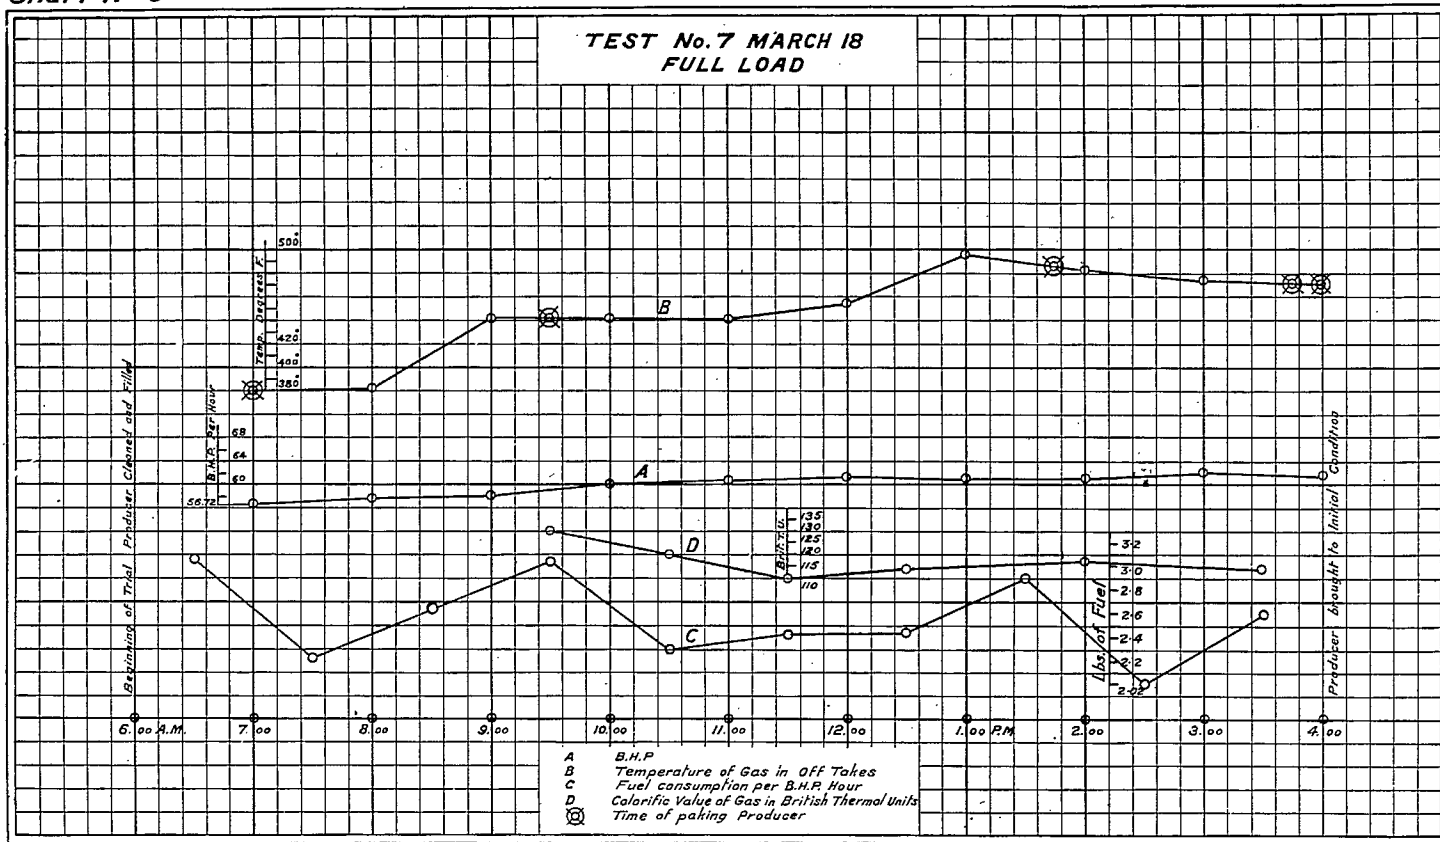 TEST No. 7 MARCH 18
FULL LOAD
500°
420°
400°
380°
Temp. Degrees F.
B
68
64
60
56.72
B.H.P. per Hour
A
Beginning of Trial Producer Cleaned and Filled
135
130
125
120
115
110
Brit. T. U.
D
C
3.2
3.0
2.8
2.6
2.4
2.2
2.02
Lbs. of Fuel
Producer brought to Initial Condition
6.00 A.M. 7.00 8.00 9.00 10.00 11.00 12.00 1.00 P.M. 2.00 3.00 4.00
A B.H.P
B Temperature of Gas in Off Takes
C Fuel consumption per B.H.P. Hour
D Calorific Value of Gas in British Thermal Units
Time of paking Producer